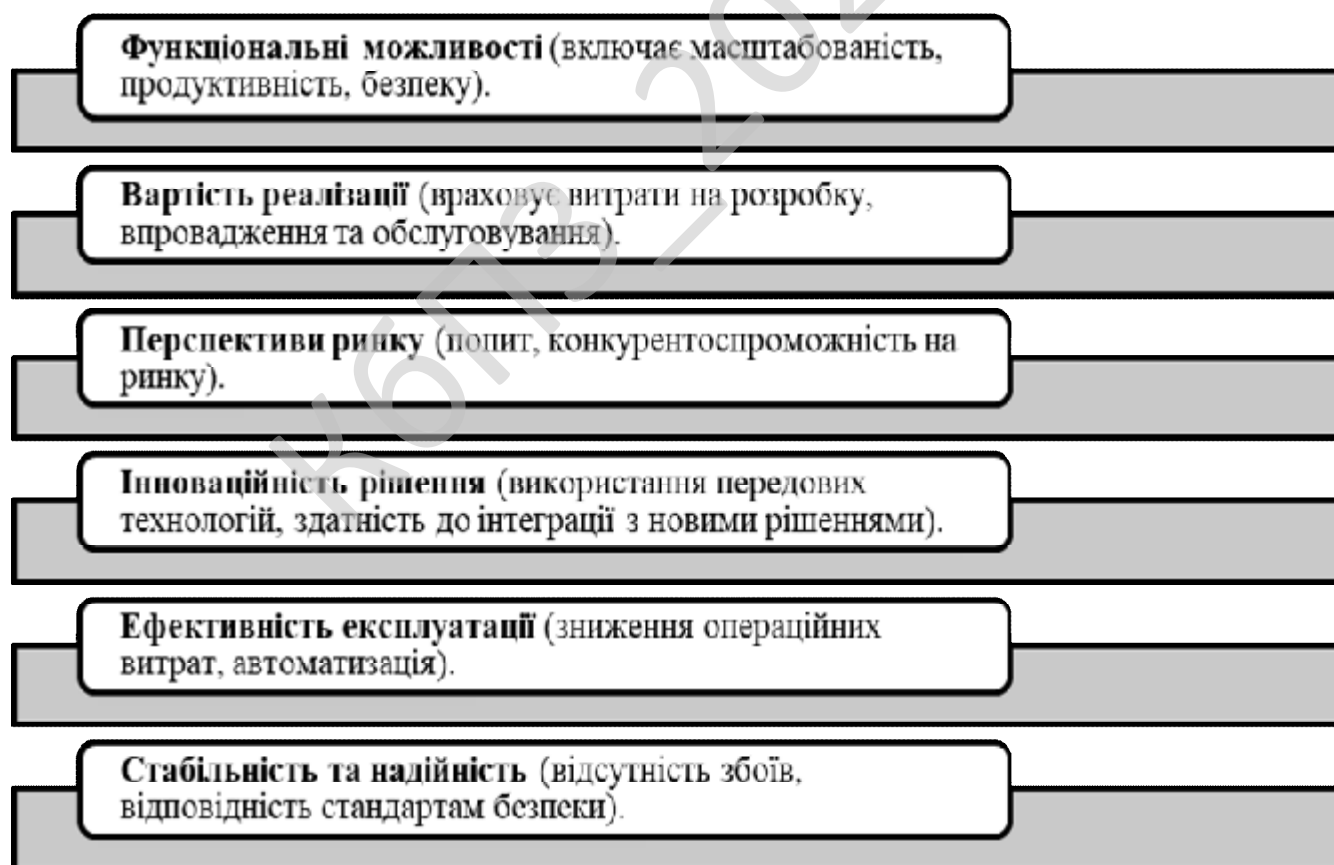 Функціональні можливості (включає масштабованість,
продуктивність, безпеку).
Вартість реалізації (враховує витрати на розробку,
впровадження та обслуговування).
Перспективи ринку (попит, конкурентоспроможність на
ринку).
Інноваційність рішення (використання передових
технологій, здатність до інтеграції з новими рішеннями).
Ефективність експлуатації (зниження операційних
витрат, автоматизація).
Стабільність та надійність (відсутність збоїв,
відповідність стандартам безпеки).